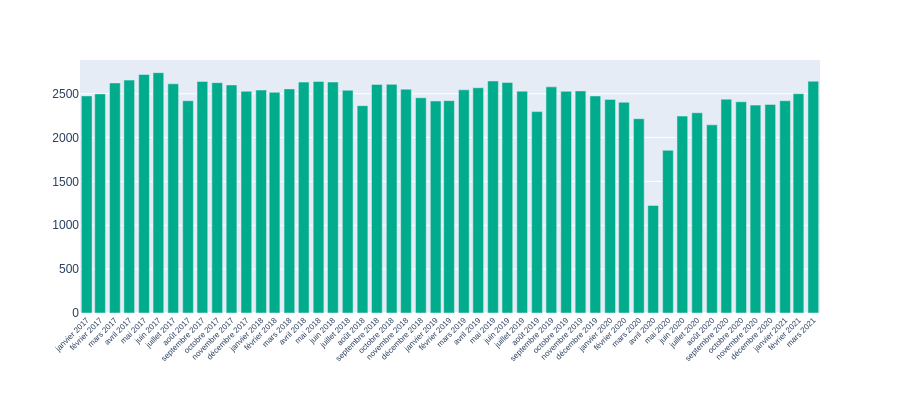 2500
2000
1500
1000
500
0
janvier 2017
février 2017
mars 2017
avril 2017
mai 2017
juin 2017
juillet 2017
août 2017
septembre 2017
octobre 2017
novembre 2017
décembre 2017
janvier 2018
février 2018
mars 2018
avril 2018
mai 2018
juin 2018
juillet 2018
août 2018
septembre 2018
octobre 2018
novembre 2018
décembre 2018
janvier 2019
février 2019
mars 2019
avril 2019
mai 2019
juin 2019
juillet 2019
août 2019
septembre 2019
octobre 2019
novembre 2019
décembre 2019
janvier 2020
février 2020
mars 2020
avril 2020
mai 2020
juin 2020
juillet 2020
août 2020
septembre 2020
octobre 2020
novembre 2020
décembre 2020
janvier 2021
février 2021
mars 2021